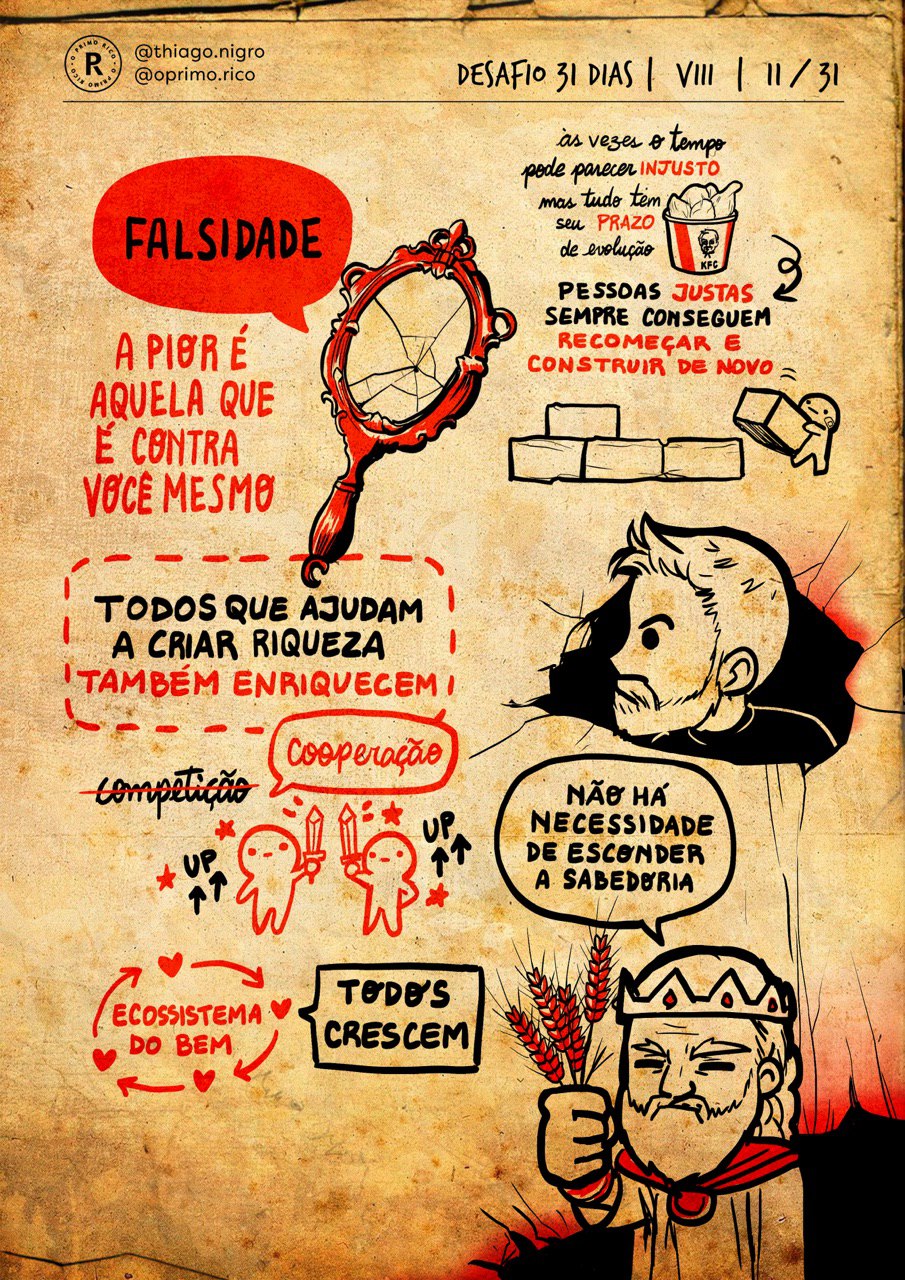 R
O PRIMO RICO • O PRIMO RICO •
@thiago.nigro
@oprimo.rico
DESAFIO 31 DIAS | VIII | 11 / 31
FALSIDADE
A PIOR É
AQUELA QUE
É CONTRA
VOCÊ MESMO
às vezes o tempo
pode parecer INJUSTO
mas tudo tem
seu PRAZO
de evolução
KFC
PESSOAS JUSTAS
SEMPRE CONSEGUEM
RECOMEÇAR E
CONSTRUIR DE NOVO
TODOS QUE AJUDAM
A CRIAR RIQUEZA
TAMBÉM ENRIQUECEM
cooperação
competição
UP
UP
NÃO HÁ
NECESSIDADE
DE ESCONDER
A SABEDORIA
ECOSSISTEMA
DO BEM
TODOS
CRESCEM